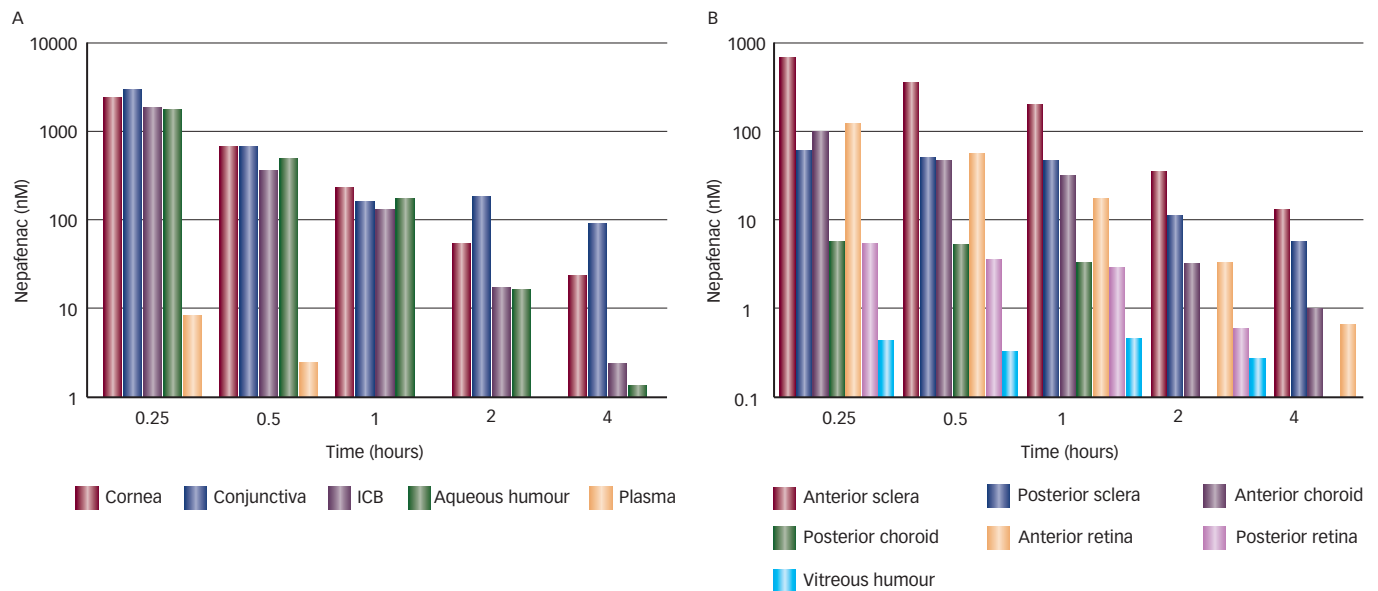 A
Nepafenac (nM)
10000
1000
100
10
1
0.25 0.5 1 2 4
Time (hours)
Cornea Conjunctiva ICB Aqueous humour Plasma
B
Nepafenac (nM)
1000
100
10
1
0.1
0.25 0.5 1 2 4
Time (hours)
Anterior sclera Posterior sclera Anterior choroid
Posterior choroid Anterior retina Posterior retina
Vitreous humour